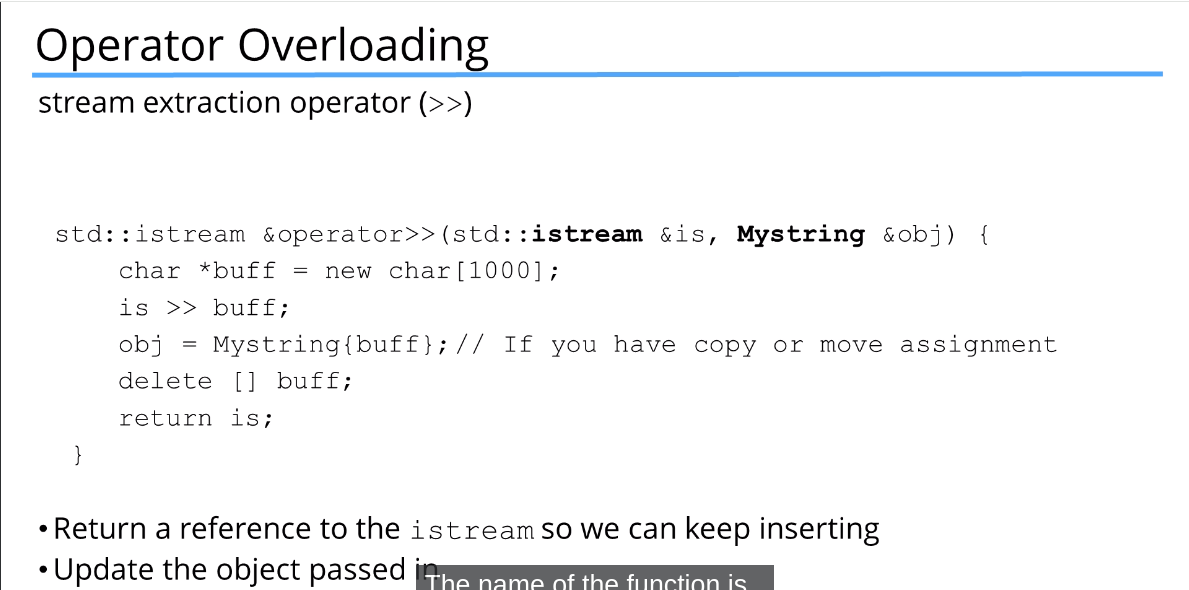 Operator Overloading
stream extraction operator (>>)
std::istream &operator>>(std::istream &is, Mystring &obj) {
char *buff = new char[1000];
is >> buff;
obj = Mystring{buff};// If you have copy or move assignment
delete [] buff;
return is;
}
•Return a reference to the istream so we can keep inserting
•Update the object passed in
The name of the function is